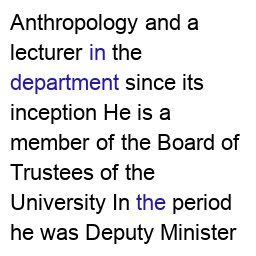 Anthropology and a
lecturer in the
department since its
inception He is a
member of the Board of
Trustees of the
University In the period
he was Deputy Minister